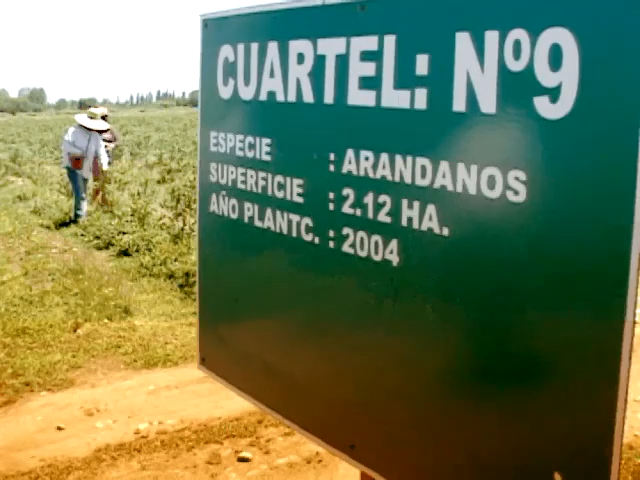 CUARTEL: Nº9
ESPECIE : ARANDANOS
SUPERFICIE : 2.12 HA.
AÑO PLANTC. : 2004